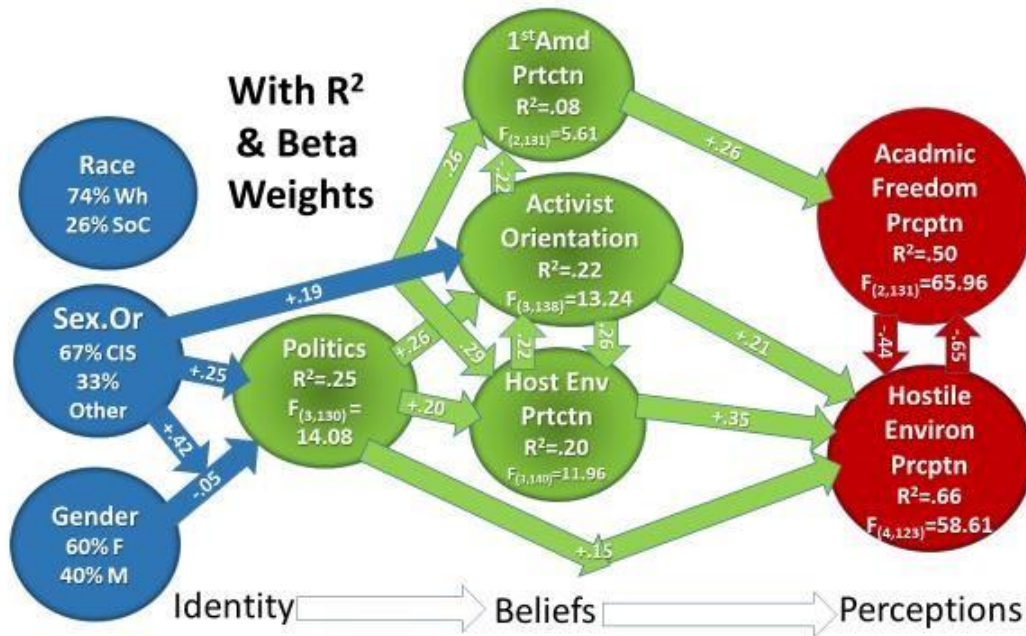 With R²
& Beta
Weights
Race
74% Wh
26% SoC
Sex.Or
67% CIS
33%
Other
Gender
60% F
40% M
+.19
+.25
+.42
-.05
Politics
R²=.25
F(3,130) =
14.08
1stAmd
Prtctn
R²=.08
F(2,131)=5.61
.26
-.22
Activist
Orientation
R²=.22
F(3,138)=13.24
+.26
.29
.22
.26
+.20
Host Env
Prtctn
R²=.20
F(3,140)=11.96
+.26
+.21
+.35
+.15
Acadmic
Freedom
Prcptn
R²=.50
F(2,131)=65.96
-.44
-.65
Hostile
Environ
Prcptn
R²=.66
F(4,123)=58.61
Identity
Beliefs
Perceptions